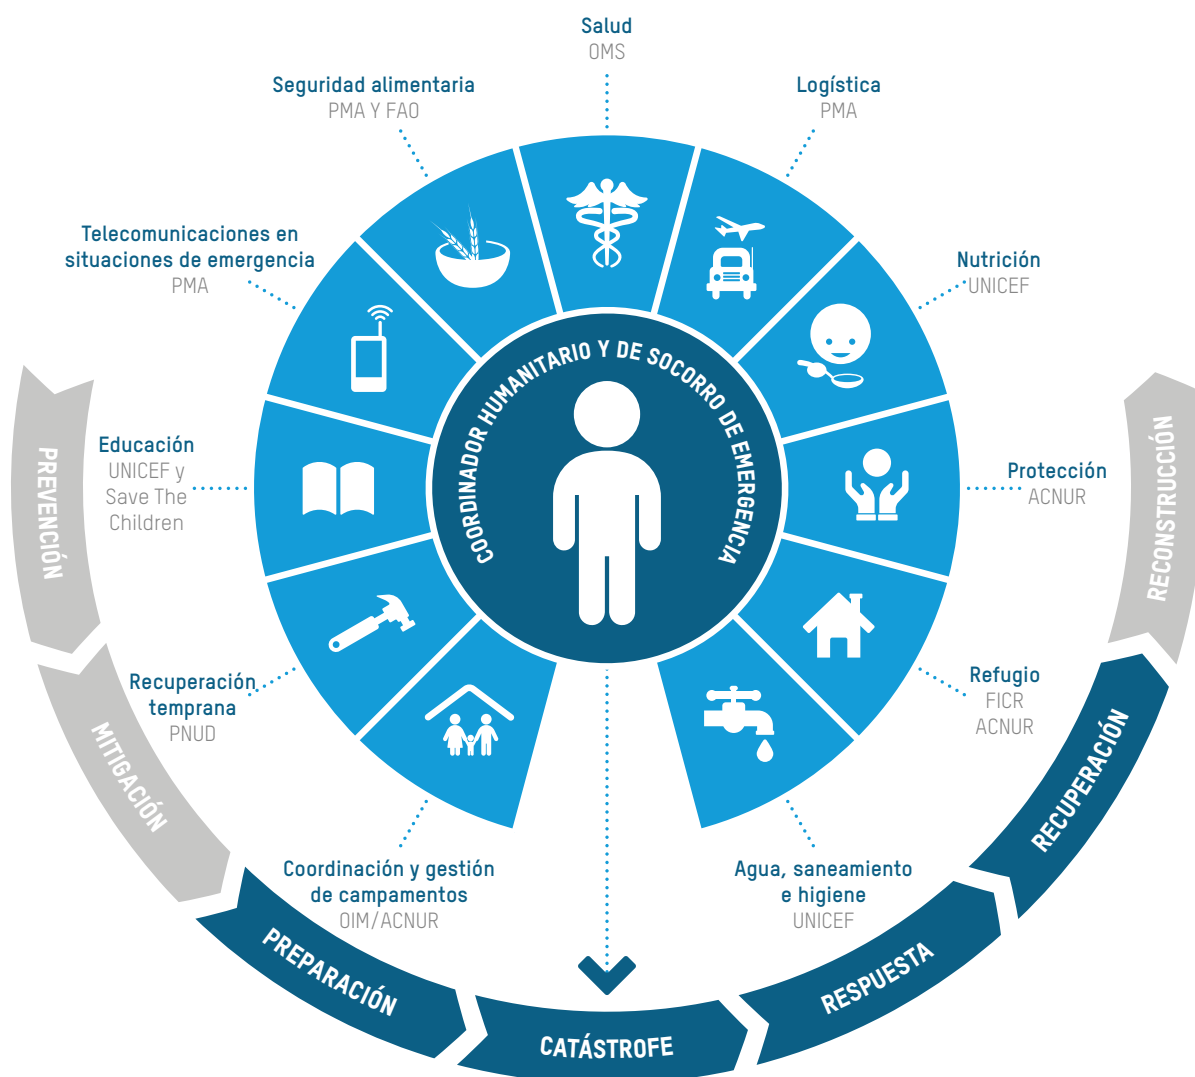 Salud
OMS
Logística
PMA
Nutrición
UNICEF
Protección
ACNUR
Refugio
FICR
ACNUR
Agua, saneamiento
e higiene
UNICEF
Coordinación y gestión
de campamentos
OIM/ACNUR
Recuperación
temprana
PNUD
Educación
UNICEF y
Save The
Children
Telecomunicaciones en
situaciones de emergencia
PMA
Seguridad alimentaria
PMA Y FAO
COORDINADOR HUMANITARIO Y DE SOCORRO DE EMERGENCIA
PREVENCIÓN
MITIGACIÓN
PREPARACIÓN
CATÁSTROFE
RESPUESTA
RECUPERACIÓN
RECONSTRUCCIÓN